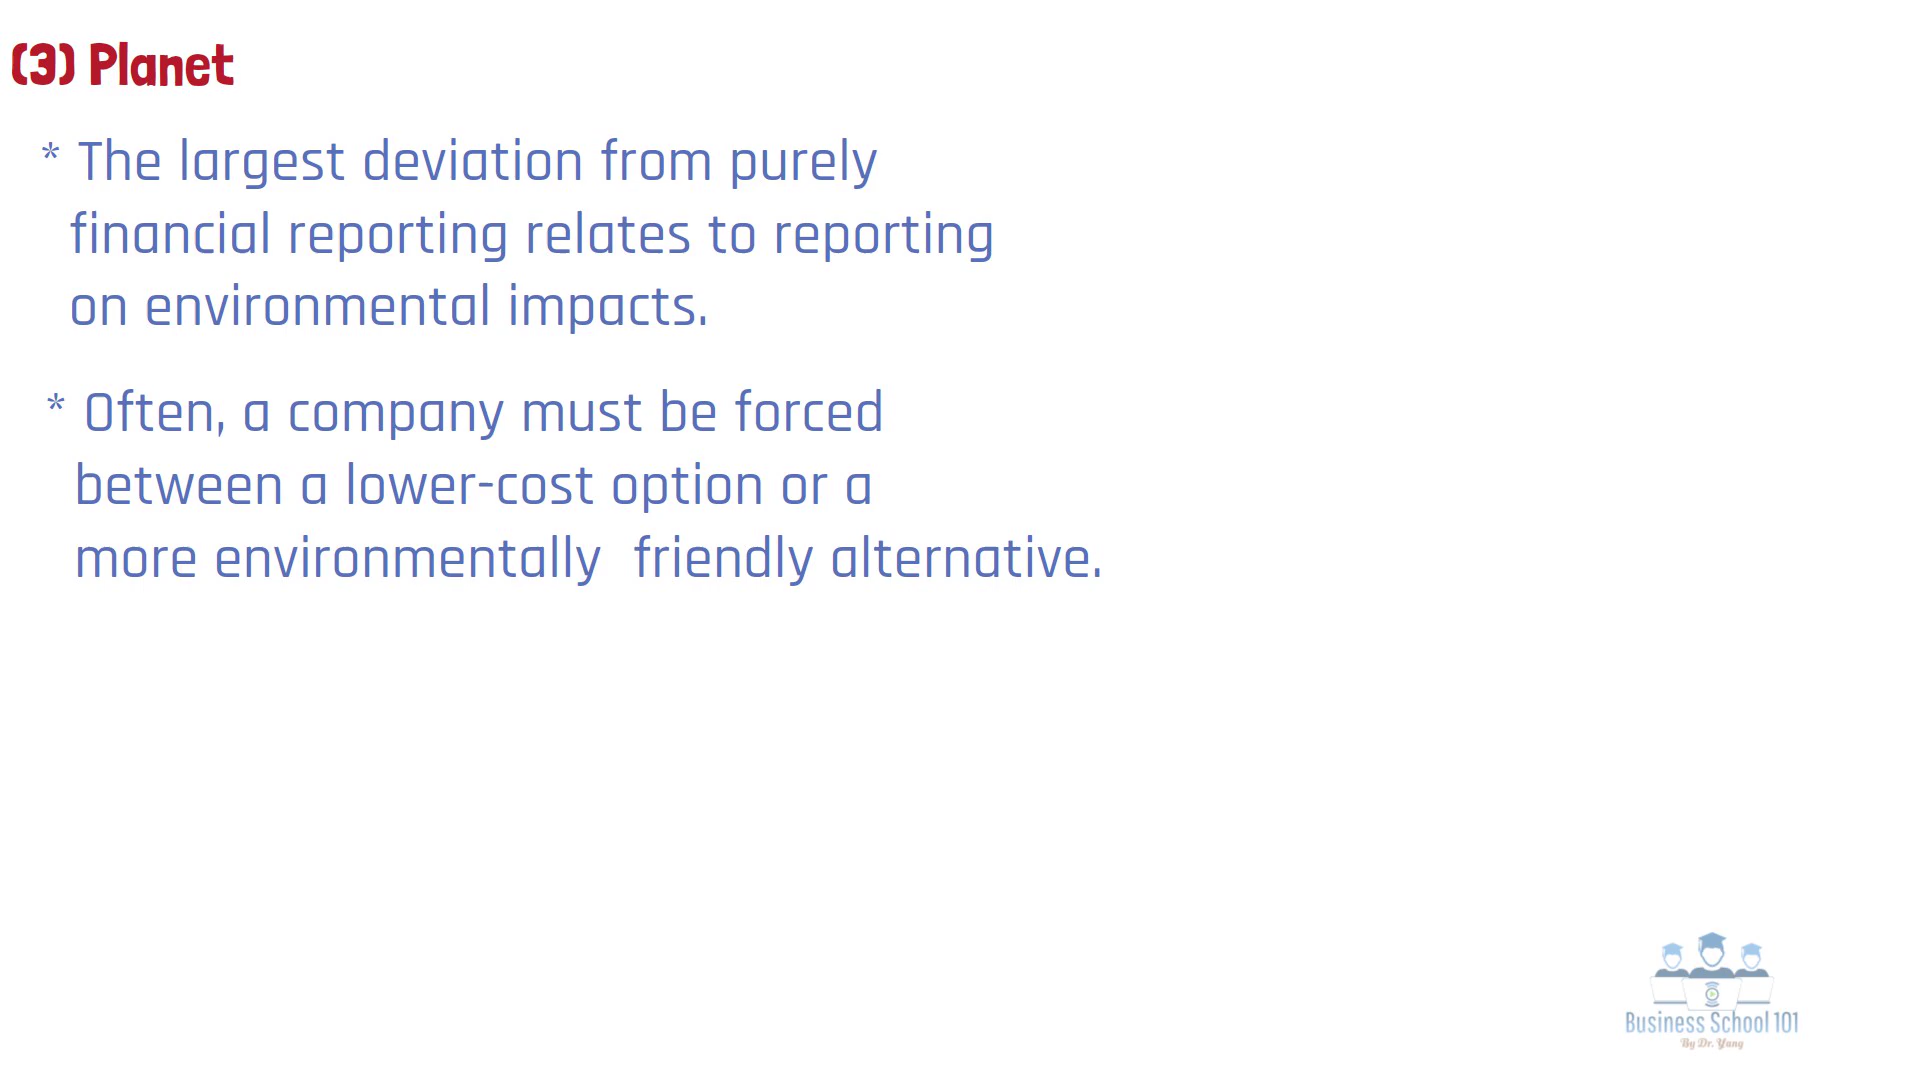 (3) Planet
* The largest deviation from purely
financial reporting relates to reporting
on environmental impacts.
* Often, a company must be forced
between a lower-cost option or a
more environmentally  friendly alternative.
Business School 101
By Dr. Yang